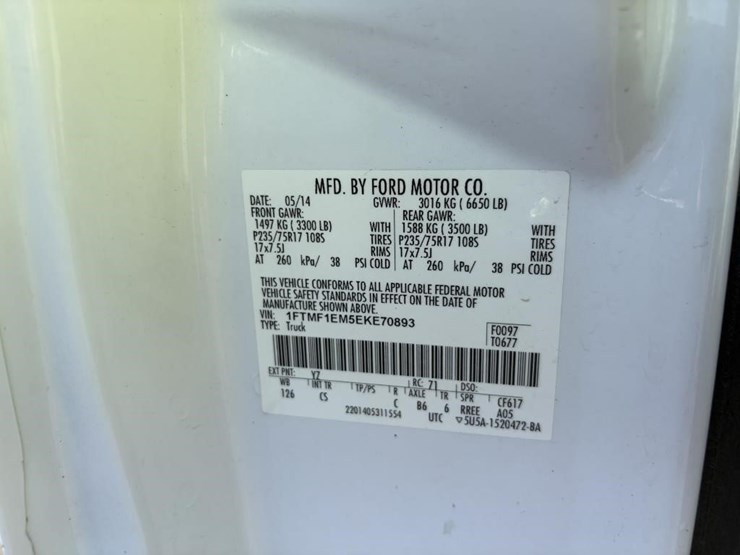 MFD. BY FORD MOTOR CO.
DATE: 05/14 GVWR: 3016 KG ( 6650 LB)
FRONT GAWR: REAR GAWR:
1497 KG ( 3300 LB) WITH 1588 KG ( 3500 LB) WITH
P235/75R17 108S TIRES P235/75R17 108S TIRES
17x7.5J RIMS 17x7.5J RIMS
AT 260 kPa/ 38 PSI COLD AT 260 kPa/ 38 PSI COLD
THIS VEHICLE CONFORMS TO ALL APPLICABLE FEDERAL MOTOR
VEHICLE SAFETY STANDARDS IN EFFECT ON THE DATE OF
MANUFACTURE SHOWN ABOVE.
VIN: 1FTMF1EM5EKE70893 F0097
TYPE: Truck T0677
EXT PNT: YZ RC: 71 DSO:
WB INT TR TP/PS R AXLE TR SPR CF617
126 CS C B6 6 RREE A05
2201405311554 UTC ▽5U5A-1520472-BA